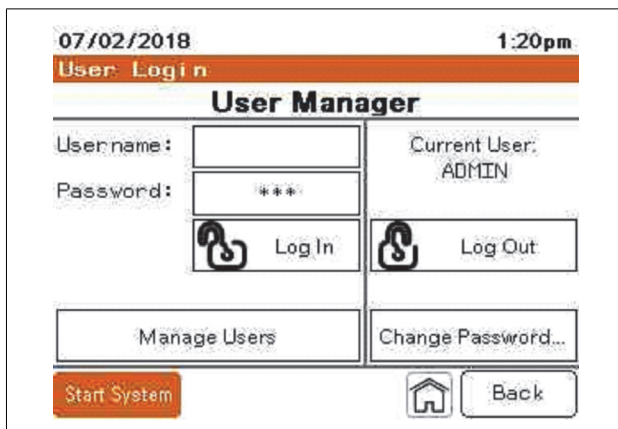 07/02/2018 1:20pm
User Login
User Manager
Username:
Current User:
ADMIN
Password: ***
Log In
Log Out
Manage Users
Change Password...
Start System
Back